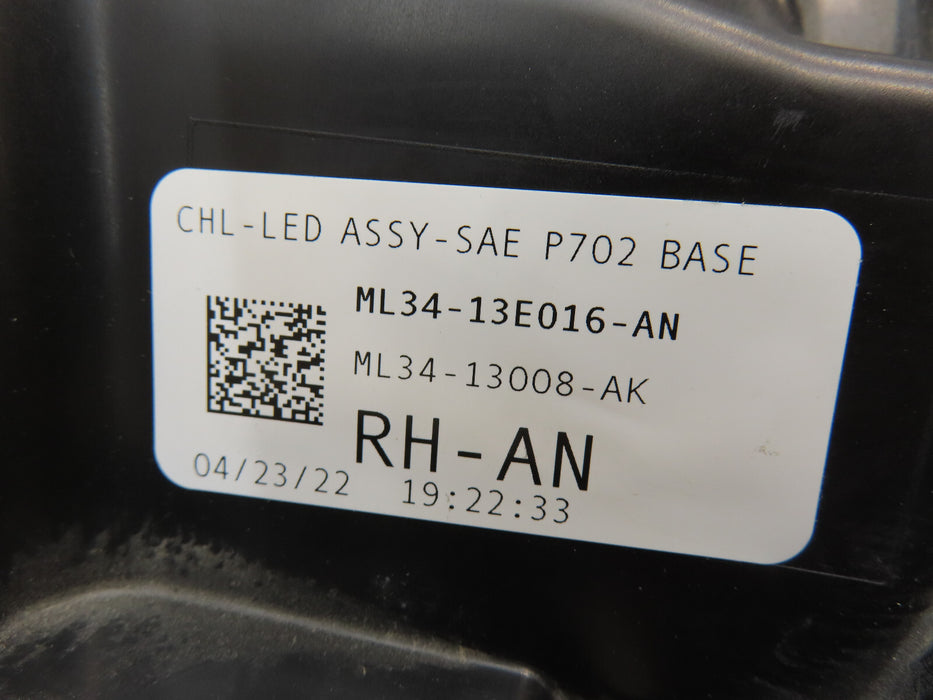 CHL-LED ASSY-SAE P702 BASE
ML34-13E016-AN
ML34-13008-AK
RH-AN
04/23/22 19:22:33